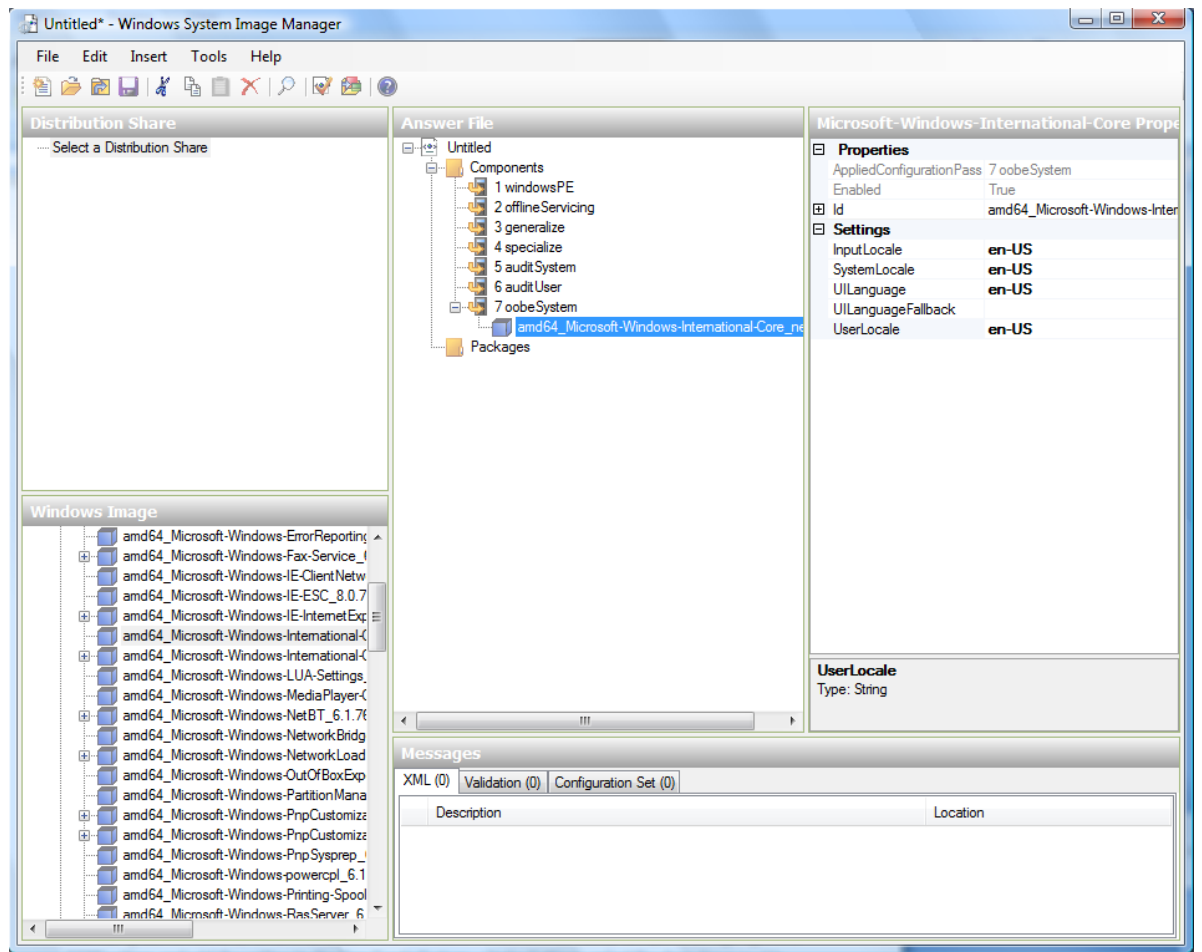 Untitled* - Windows System Image Manager
File Edit Insert Tools Help
Distribution Share
Select a Distribution Share
Windows Image
amd64_Microsoft-Windows-ErrorReporting
amd64_Microsoft-Windows-Fax-Service_6
amd64_Microsoft-Windows-IE-ClientNetw
amd64_Microsoft-Windows-IE-ESC_8.0.7
amd64_Microsoft-Windows-IE-InternetExp
amd64_Microsoft-Windows-International-C
amd64_Microsoft-Windows-International-C
amd64_Microsoft-Windows-LUA-Settings_
amd64_Microsoft-Windows-MediaPlayer-C
amd64_Microsoft-Windows-NetBT_6.1.76
amd64_Microsoft-Windows-NetworkBridg
amd64_Microsoft-Windows-NetworkLoad
amd64_Microsoft-Windows-OutOfBoxExp
amd64_Microsoft-Windows-PartitionMana
amd64_Microsoft-Windows-PnpCustomiza
amd64_Microsoft-Windows-PnpCustomiza
amd64_Microsoft-Windows-PnpSysprep_
amd64_Microsoft-Windows-powercpl_6.1
amd64_Microsoft-Windows-Printing-Spool
amd64_Microsoft-Windows-RasServer_6
Answer File
Untitled
Components
1 windowsPE
2 offlineServicing
3 generalize
4 specialize
5 auditSystem
6 auditUser
7 oobeSystem
amd64_Microsoft-Windows-International-Core_ne
Packages
Microsoft-Windows-International-Core Prope
Properties
AppliedConfigurationPass 7 oobeSystem
Enabled True
Id amd64_Microsoft-Windows-Inter
Settings
InputLocale en-US
SystemLocale en-US
UILanguage en-US
UILanguageFallback
UserLocale en-US
UserLocale
Type: String
Messages
XML (0) Validation (0) Configuration Set (0)
Description Location